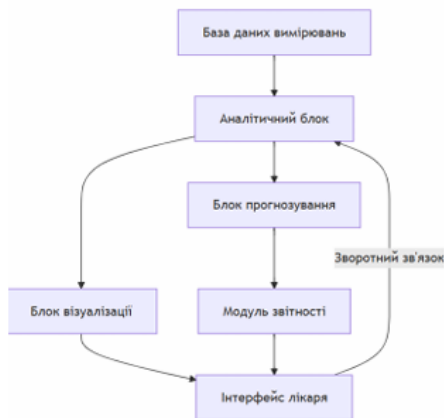 База даних вимірювань
Аналітичний блок
Блок прогнозування
Зворотний зв'язок
Блок візуалізації
Модуль звітності
Інтерфейс лікаря